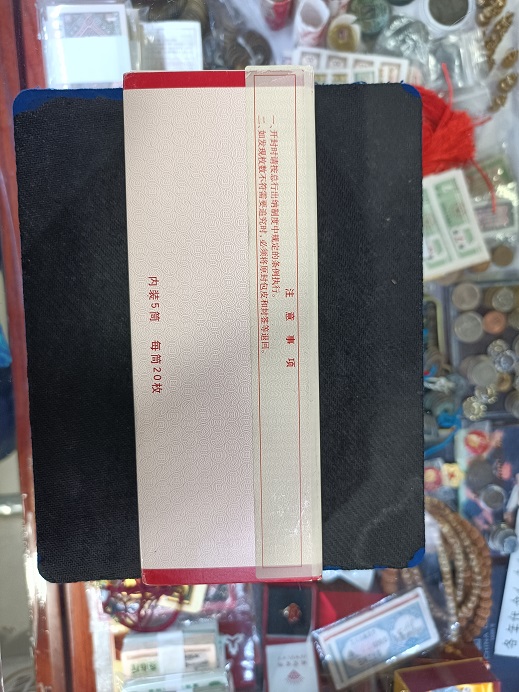 注意事项
一、开封时请按总行出纳制度中规定的条例执行。
二、如发现枚数不符需要追究时，必须将原封包皮和封签等退回。
内装5筒 每筒20枚